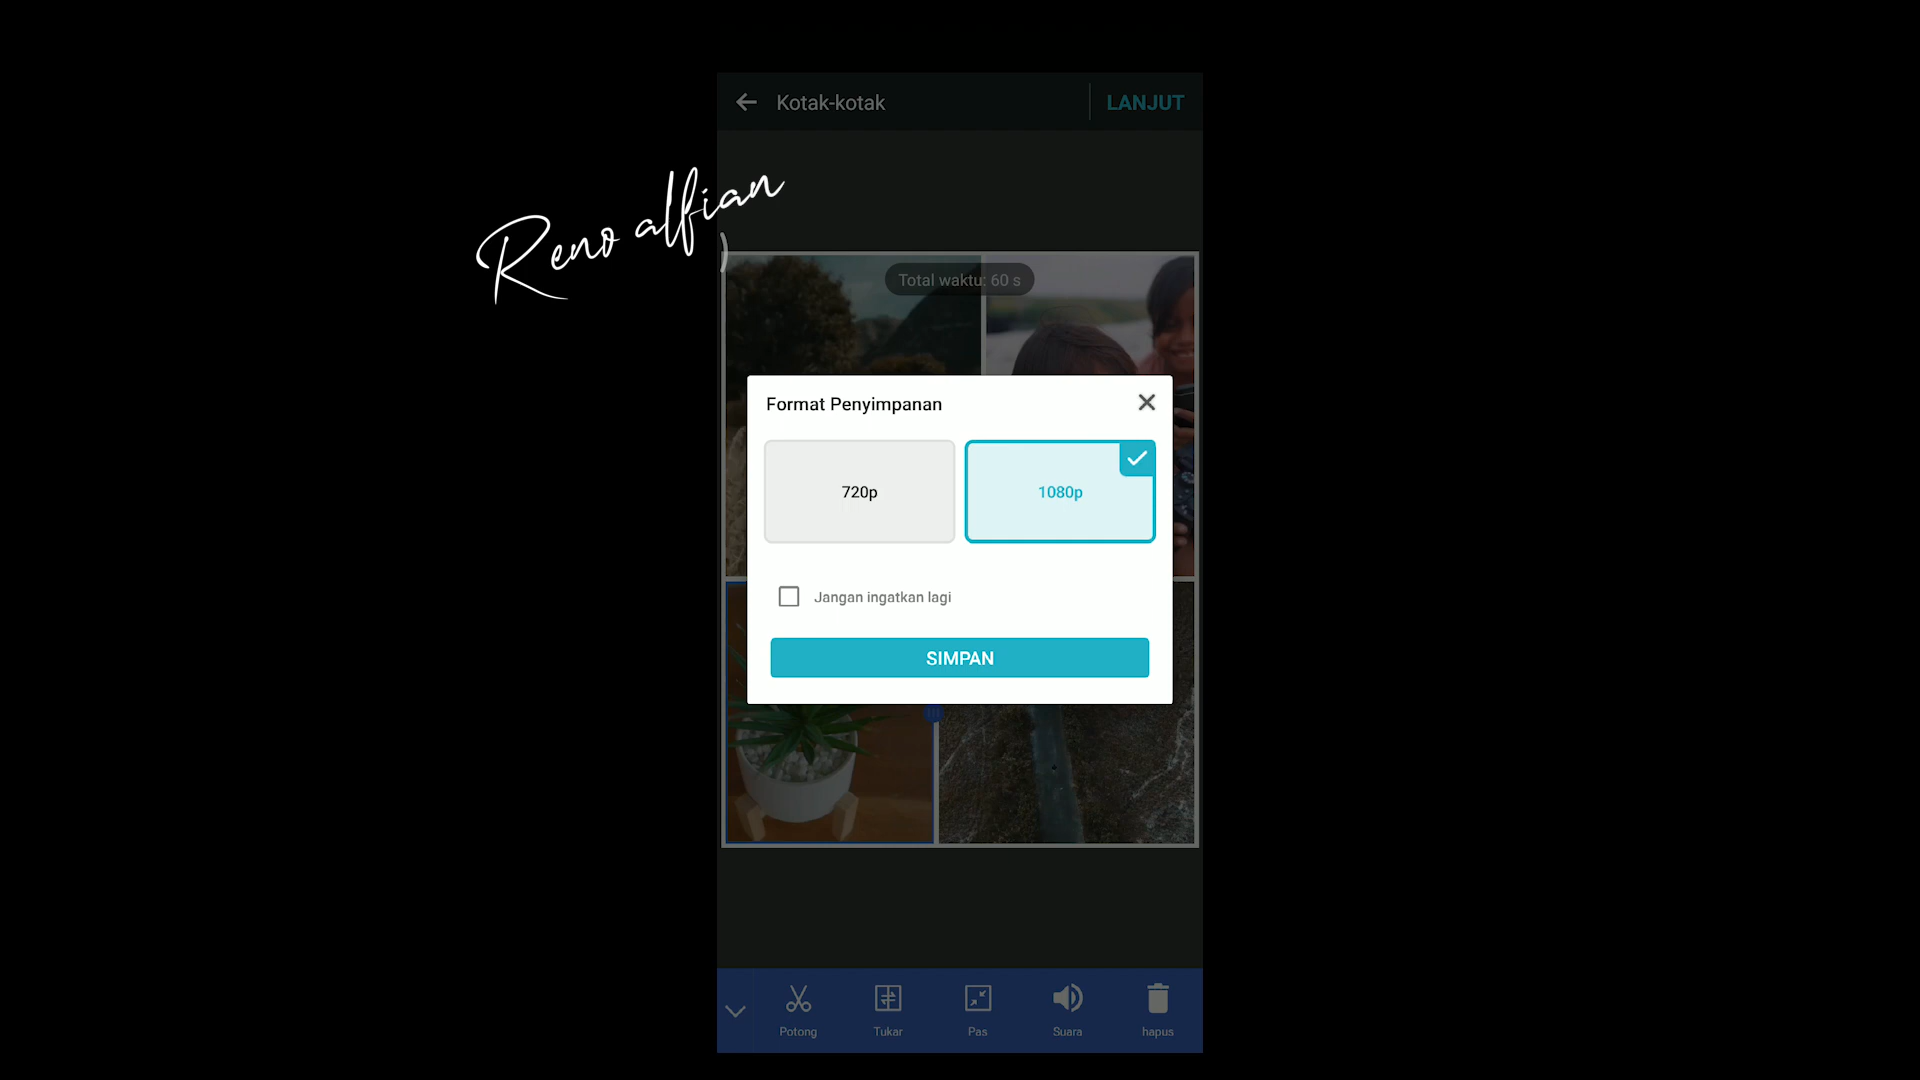 Kotak-kotak
LANJUT
Reno alfian
Total waktu: 60 s
Format Penyimpanan
720p
1080p
Jangan ingatkan lagi
SIMPAN
Potong
Tukar
Pas
Suara
hapus